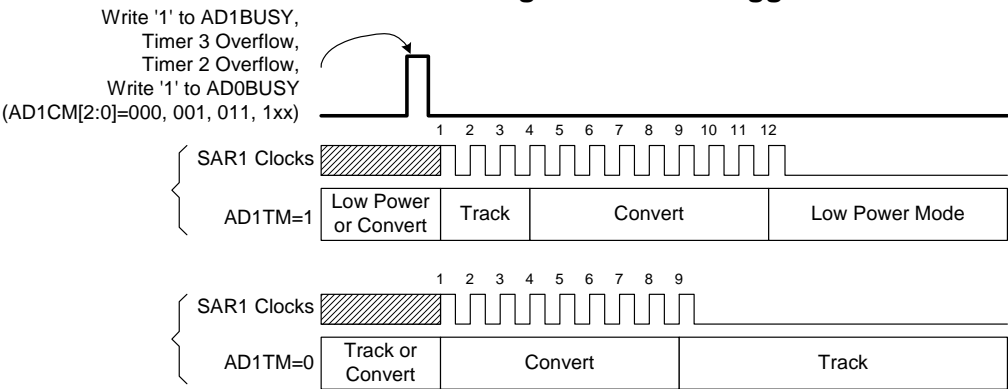 Write '1' to AD1BUSY,
Timer 3 Overflow,
Timer 2 Overflow,
Write '1' to AD0BUSY
(AD1CM[2:0]=000, 001, 011, 1xx)
1 2 3 4 5 6 7 8 9 10 11 12
SAR1 Clocks
AD1TM=1
Low Power
or Convert
Track
Convert
Low Power Mode
1 2 3 4 5 6 7 8 9
SAR1 Clocks
AD1TM=0
Track or
Convert
Convert
Track